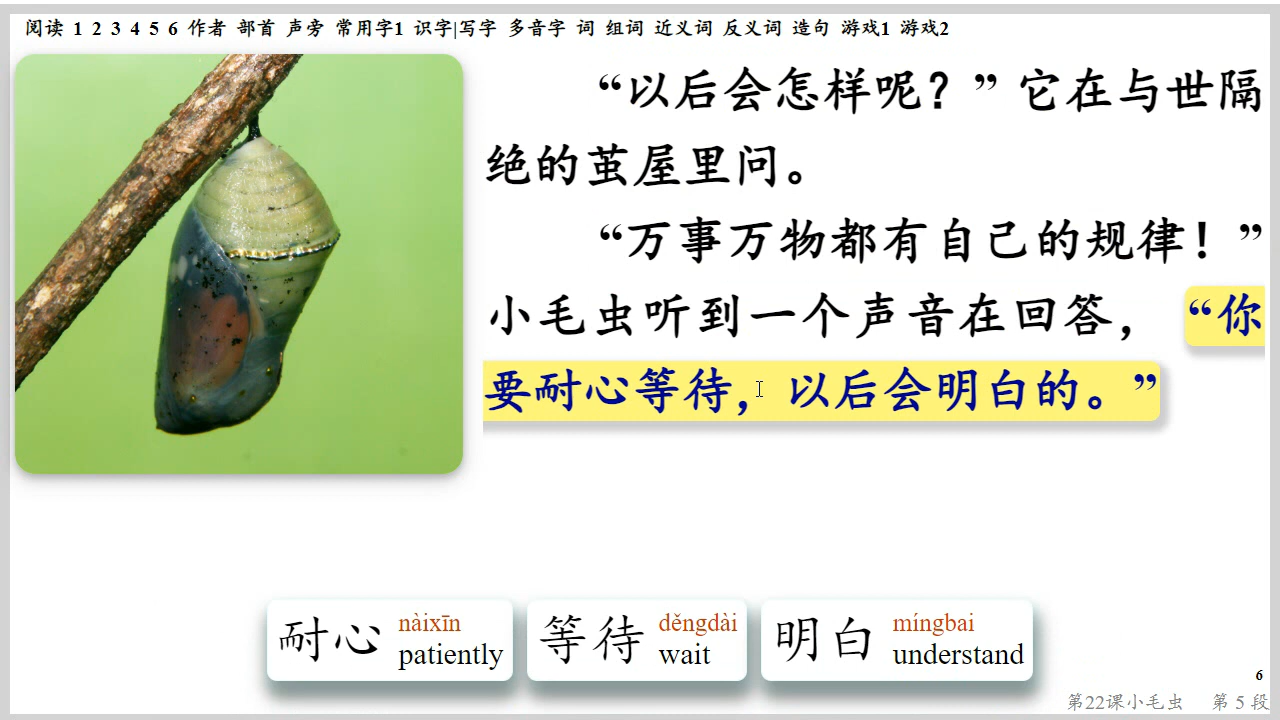 阅读 1 2 3 4 5 6 作者 部首 声旁 常用字1 识字|写字 多音字 词 组词 近义词 反义词 造句 游戏1 游戏2
“以后会怎样呢？” 它在与世隔
绝的茧屋里问。
“万事万物都有自己的规律！”
小毛虫听到一个声音在回答， “你
要耐心等待，以后会明白的。”
耐心 nàixīn patiently
等待 děngdài wait
明白 míngbai understand
6
第22课小毛虫 第 5 段